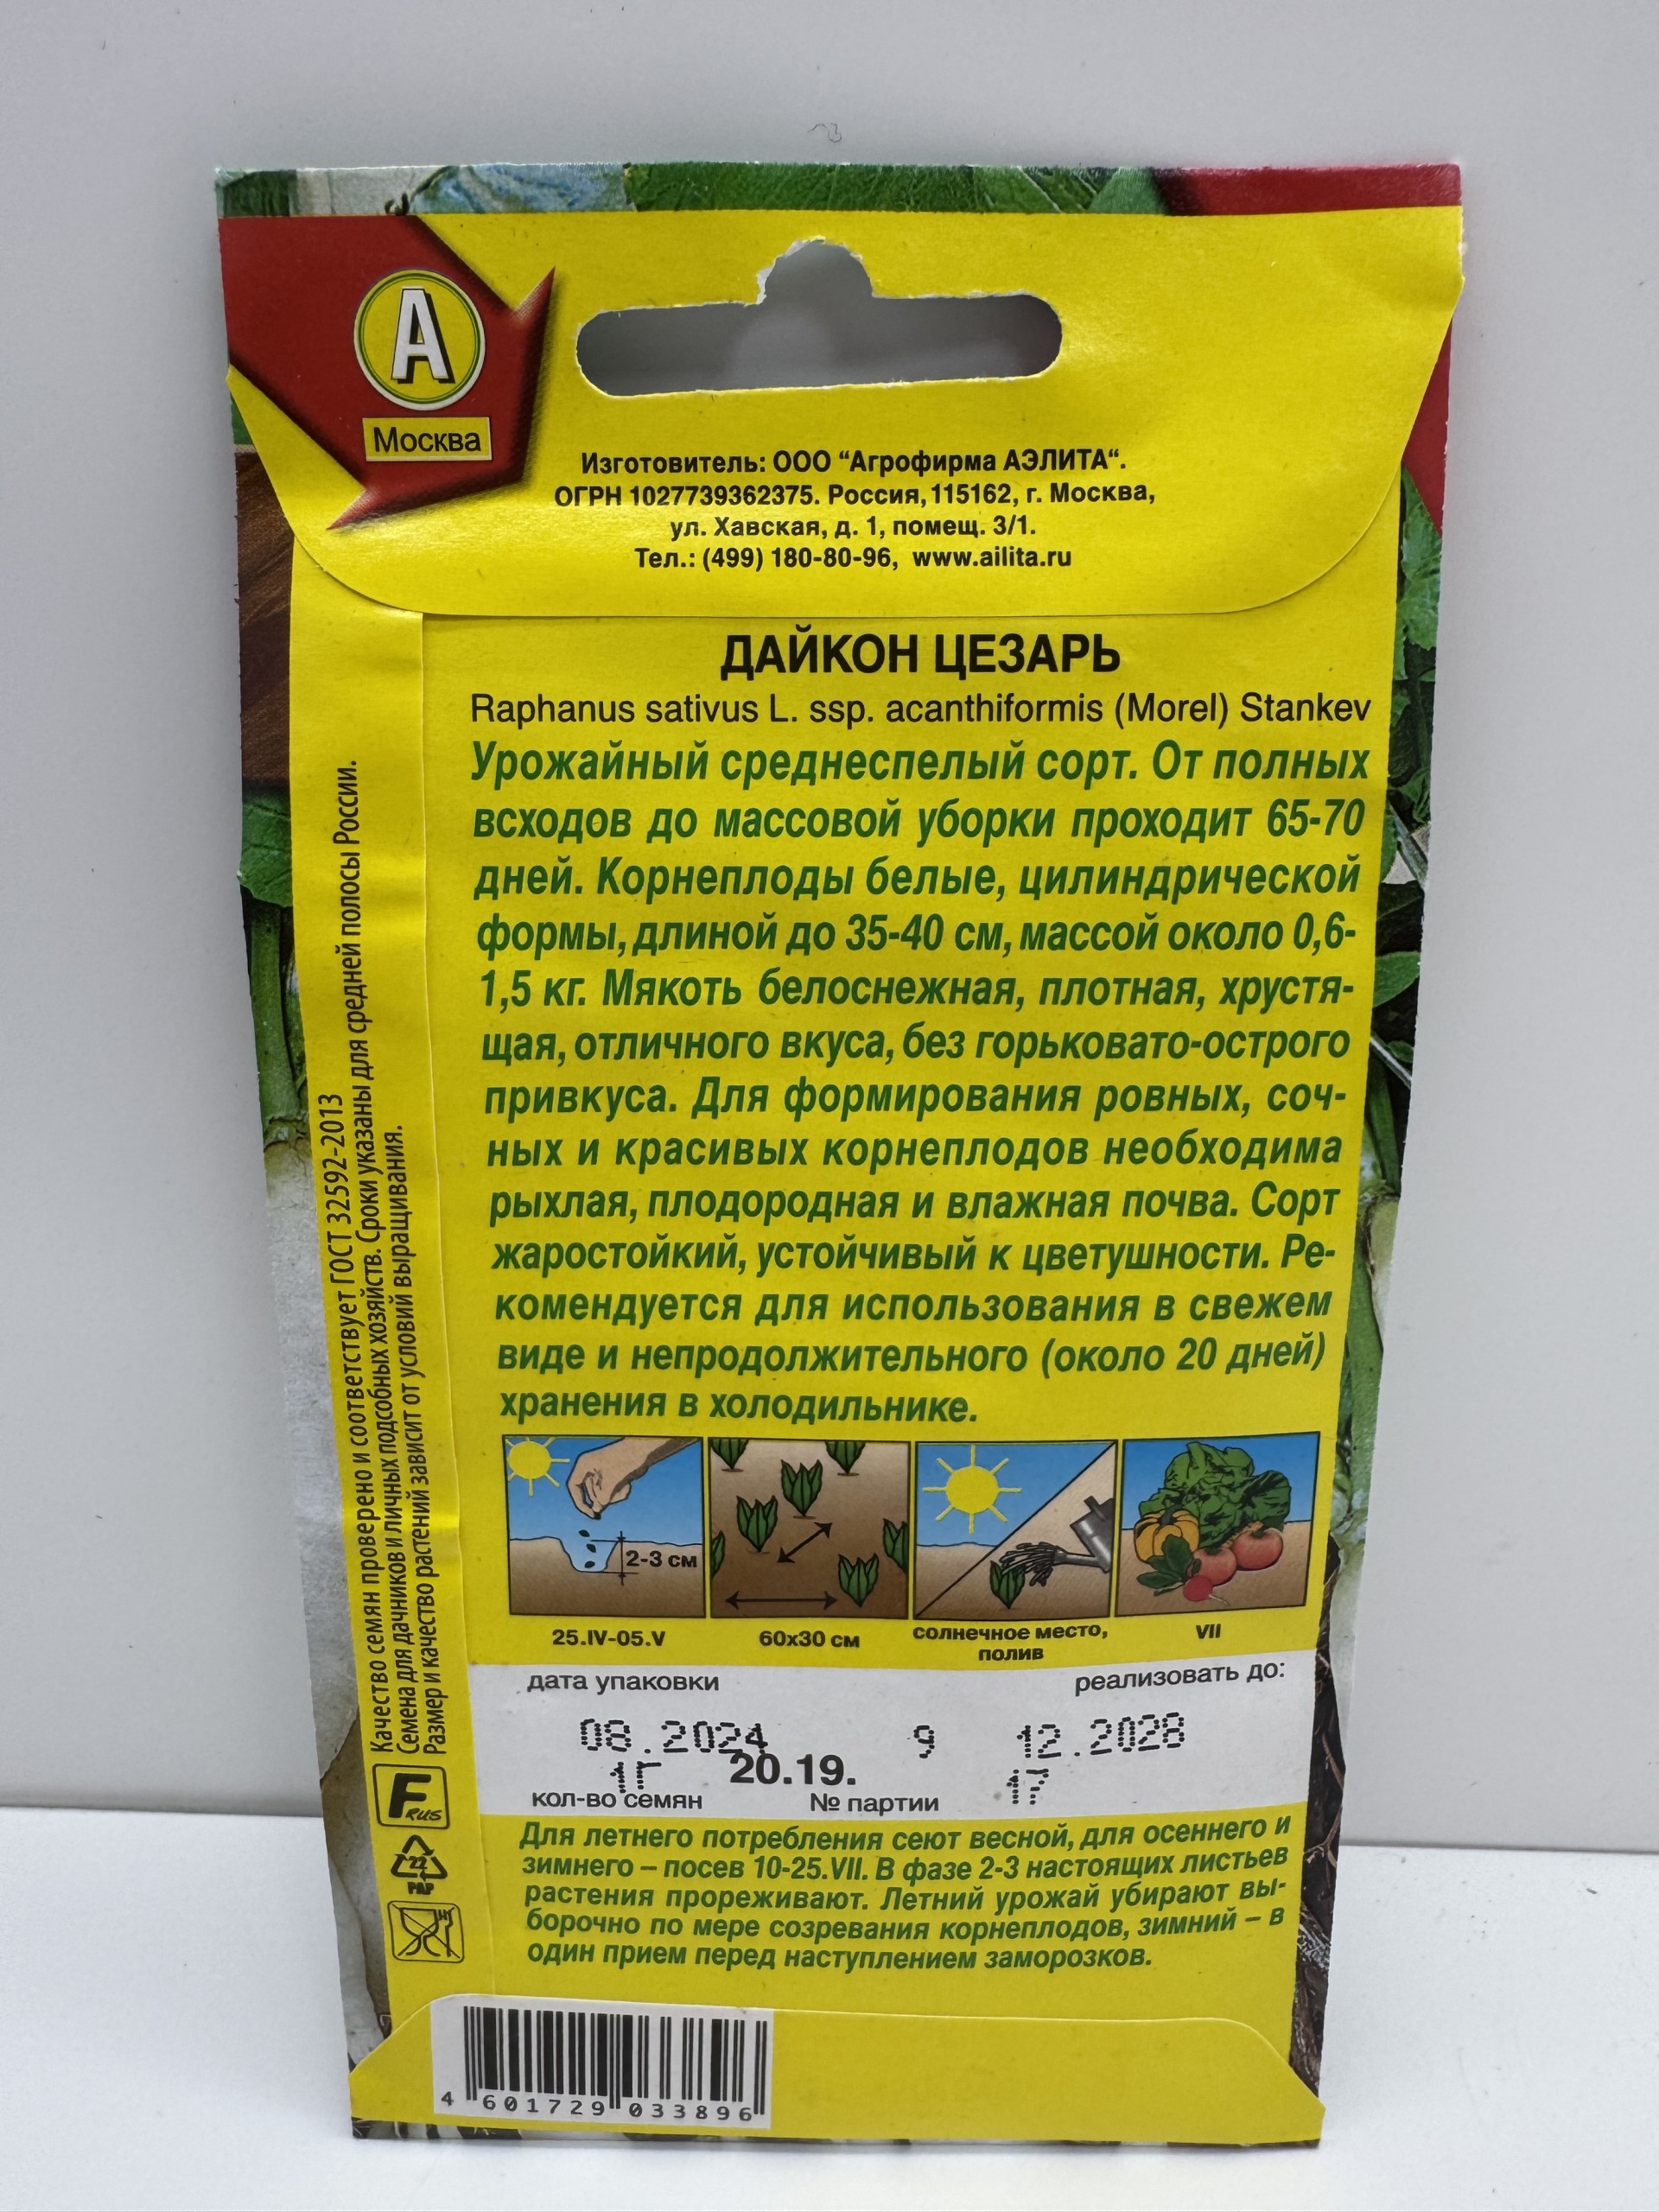 А
Москва
Изготовитель: ООО “Агрофирма АЭЛИТА“.
ОГРН 1027739362375. Россия, 115162, г. Москва,
ул. Хавская, д. 1, помещ. 3/1.
Тел.: (499) 180-80-96, www.ailita.ru
ДАЙКОН ЦЕЗАРЬ
Raphanus sativus L. ssp. acanthiformis (Morel) Stankev
Урожайный среднеспелый сорт. От полных
всходов до массовой уборки проходит 65-70
дней. Корнеплоды белые, цилиндрической
формы, длиной до 35-40 см, массой около 0,6-
1,5 кг. Мякоть белоснежная, плотная, хрустя-
щая, отличного вкуса, без горьковато-острого
привкуса. Для формирования ровных, соч-
ных и красивых корнеплодов необходима
рыхлая, плодородная и влажная почва. Сорт
жаростойкий, устойчивый к цветушности. Ре-
комендуется для использования в свежем
виде и непродолжительного (около 20 дней)
хранения в холодильнике.
2-3 см
25.IV-05.V
60х30 см
солнечное место,
полив
VII
дата упаковки
реализовать до:
08.2024 9 12.2028
1г 20.19. 17
кол-во семян
№ партии
Для летнего потребления сеют весной, для осеннего и
зимнего – посев 10-25.VII. В фазе 2-3 настоящих листьев
растения прореживают. Летний урожай убирают вы-
борочно по мере созревания корнеплодов, зимний – в
один прием перед наступлением заморозков.
Качество семян проверено и соответствует ГОСТ 32592-2013
Семена для дачников и личных подсобных хозяйств. Сроки указаны для средней полосы России.
Размер и качество растений зависит от условий выращивания.
F RUS
22
PAP
4 601729 033896